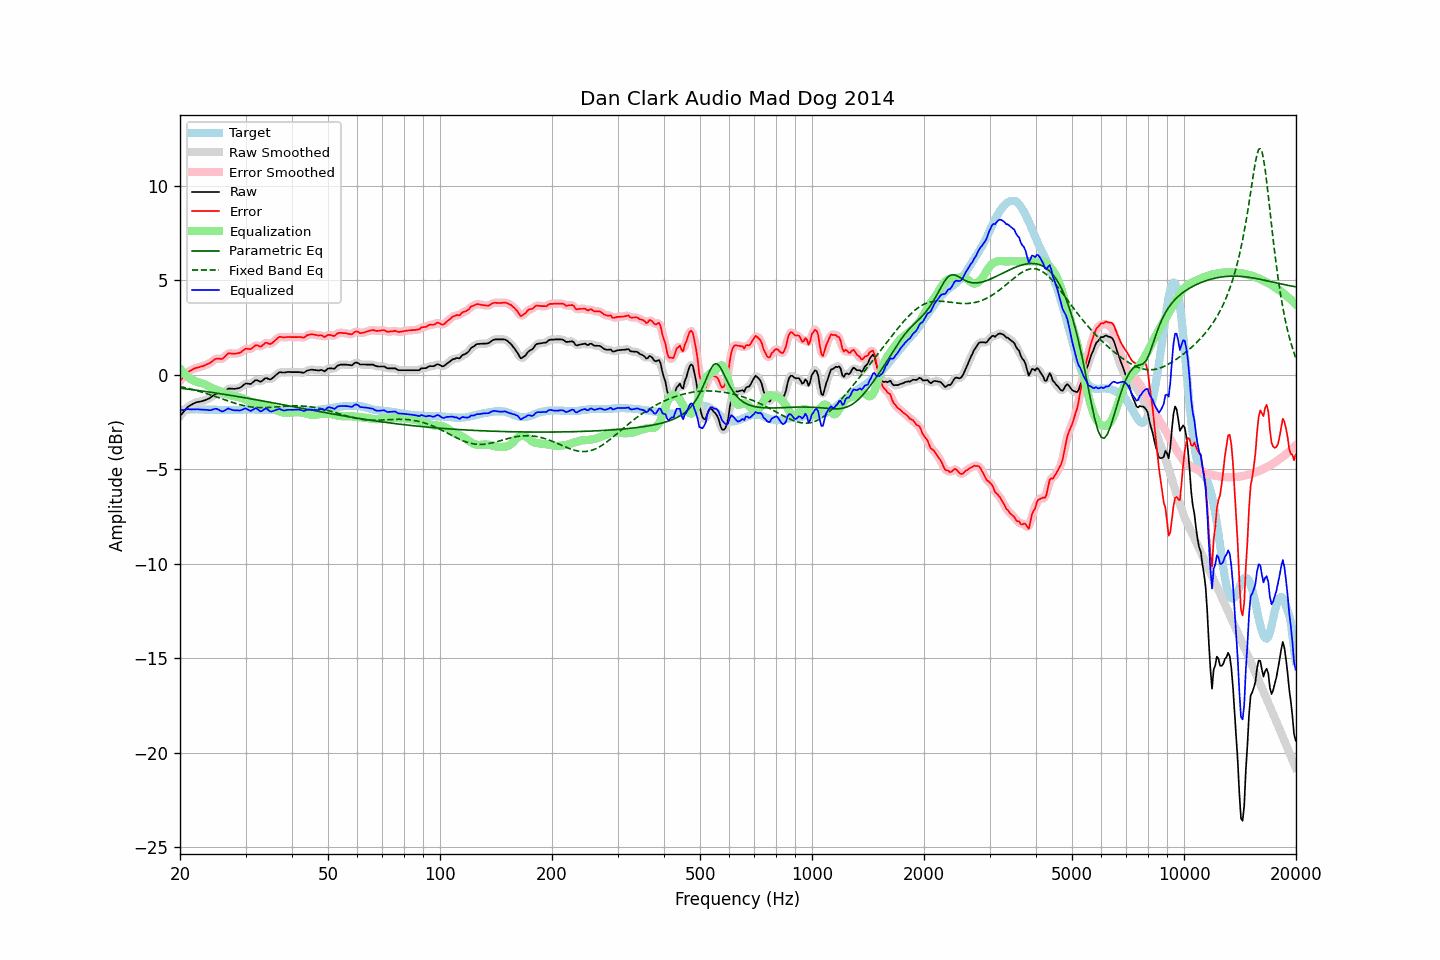 Dan Clark Audio Mad Dog 2014
Target
Raw Smoothed
Error Smoothed
Raw
Error
Equalization
Parametric Eq
Fixed Band Eq
Equalized
10
5
0
−5
−10
−15
−20
−25
Amplitude (dBr)
20
50
100
200
500
1000
2000
5000
10000
20000
Frequency (Hz)